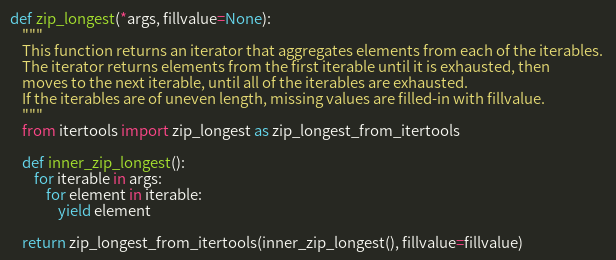 def zip_longest(*args, fillvalue=None):
    """
    This function returns an iterator that aggregates elements from each of the iterables.
    The iterator returns elements from the first iterable until it is exhausted, then
    moves to the next iterable, until all of the iterables are exhausted.
    If the iterables are of uneven length, missing values are filled-in with fillvalue.
    """
    from itertools import zip_longest as zip_longest_from_itertools

    def inner_zip_longest():
        for iterable in args:
            for element in iterable:
                yield element

    return zip_longest_from_itertools(inner_zip_longest(), fillvalue=fillvalue)